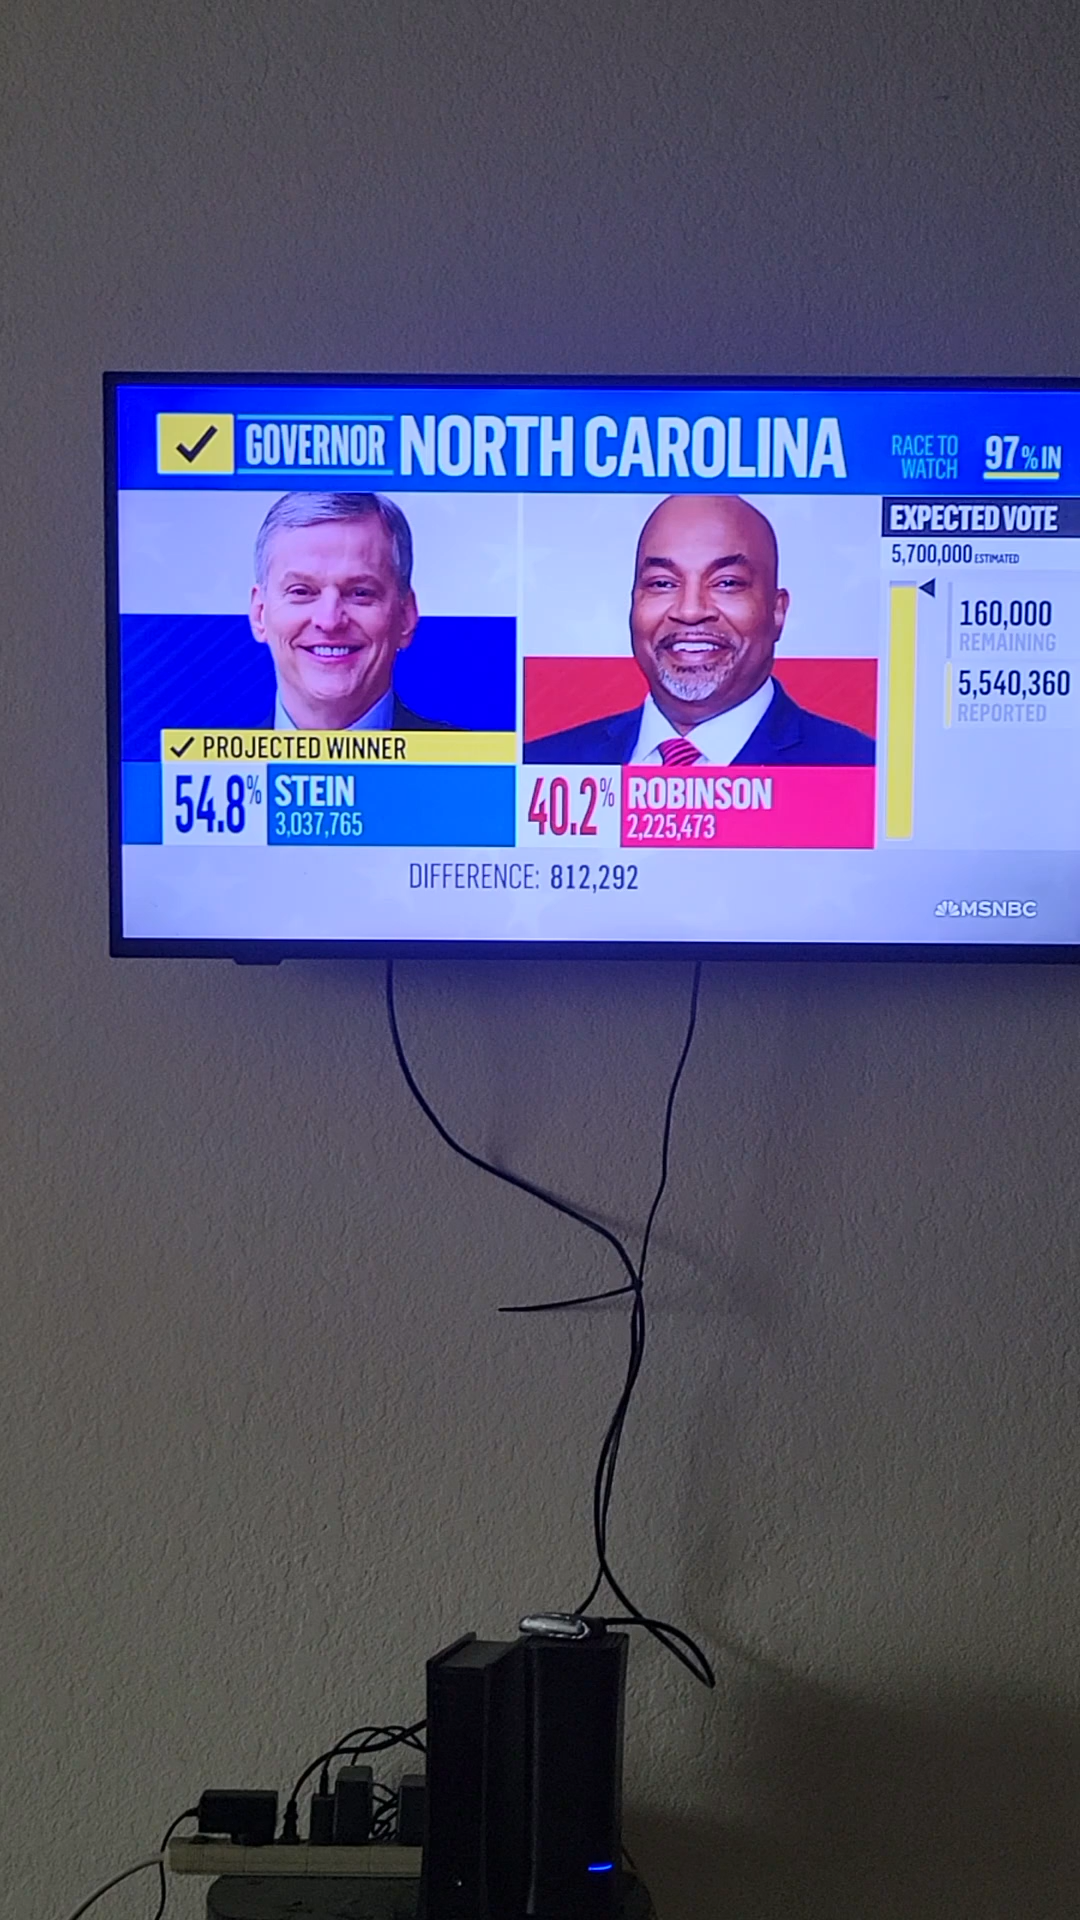 GOVERNOR NORTH CAROLINA
RACE TO
WATCH
97% IN
PROJECTED WINNER
54.8%
STEIN
3,037,765
40.2%
ROBINSON
2,225,473
DIFFERENCE: 812,292
EXPECTED VOTE
5,700,000 ESTIMATED
160,000
REMAINING
5,540,360
REPORTED
MSNBC